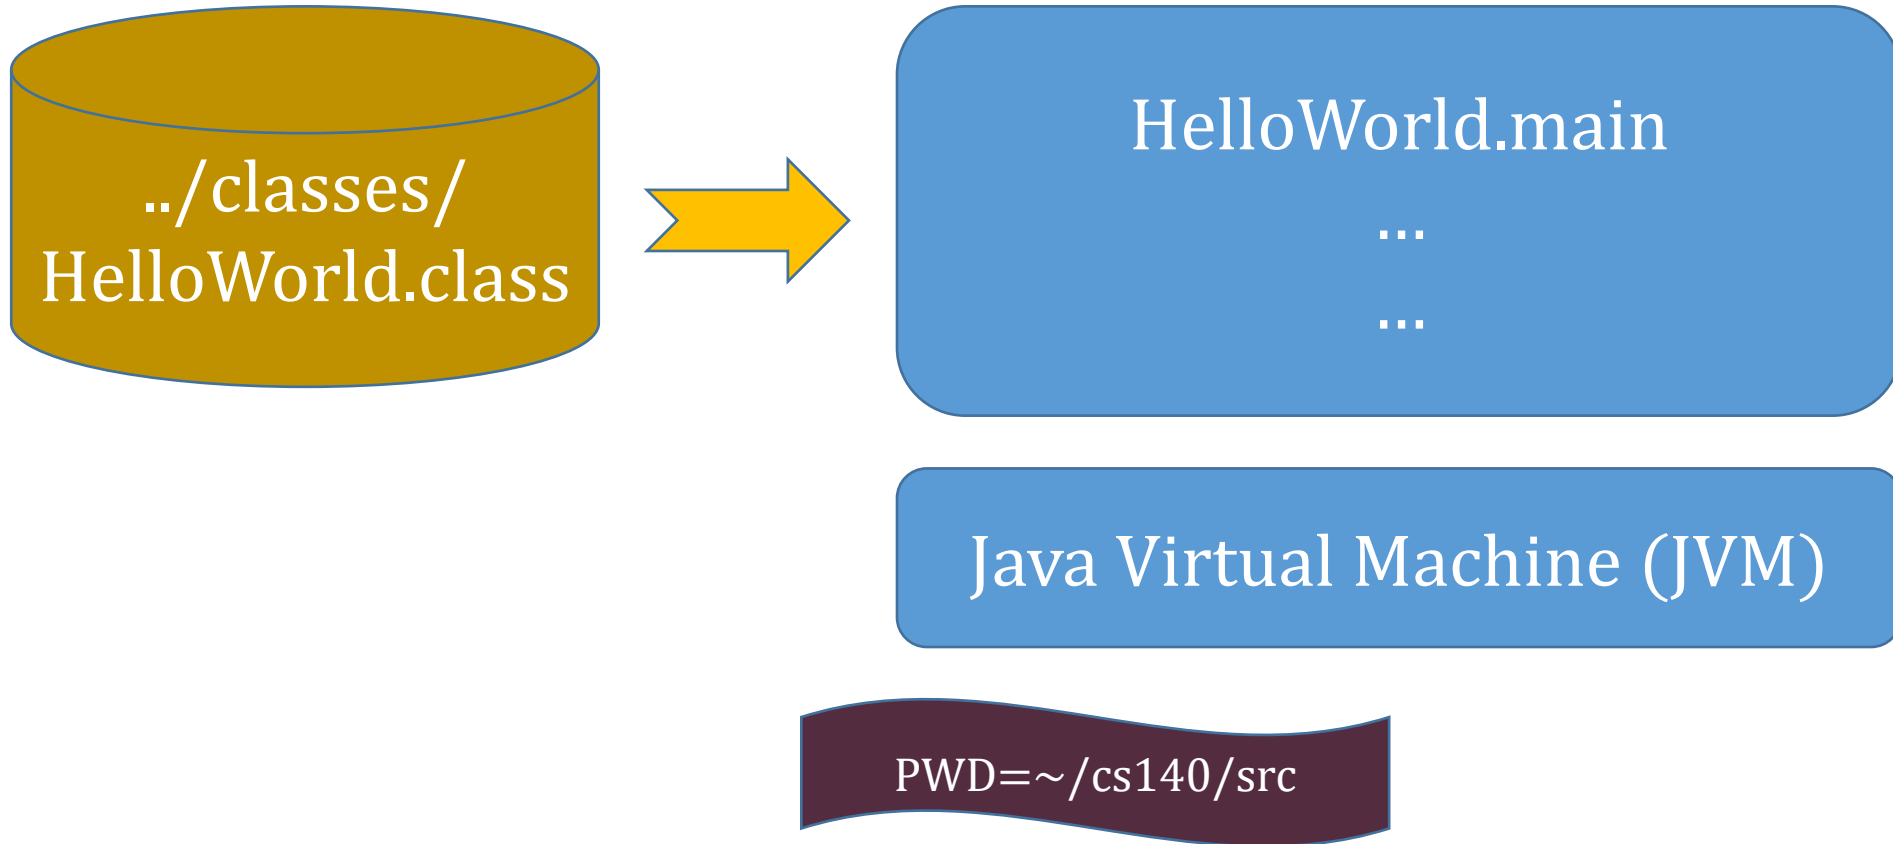 ../classes/
HelloWorld.class
HelloWorld.main
...
...
Java Virtual Machine (JVM)
PWD=~/cs140/src